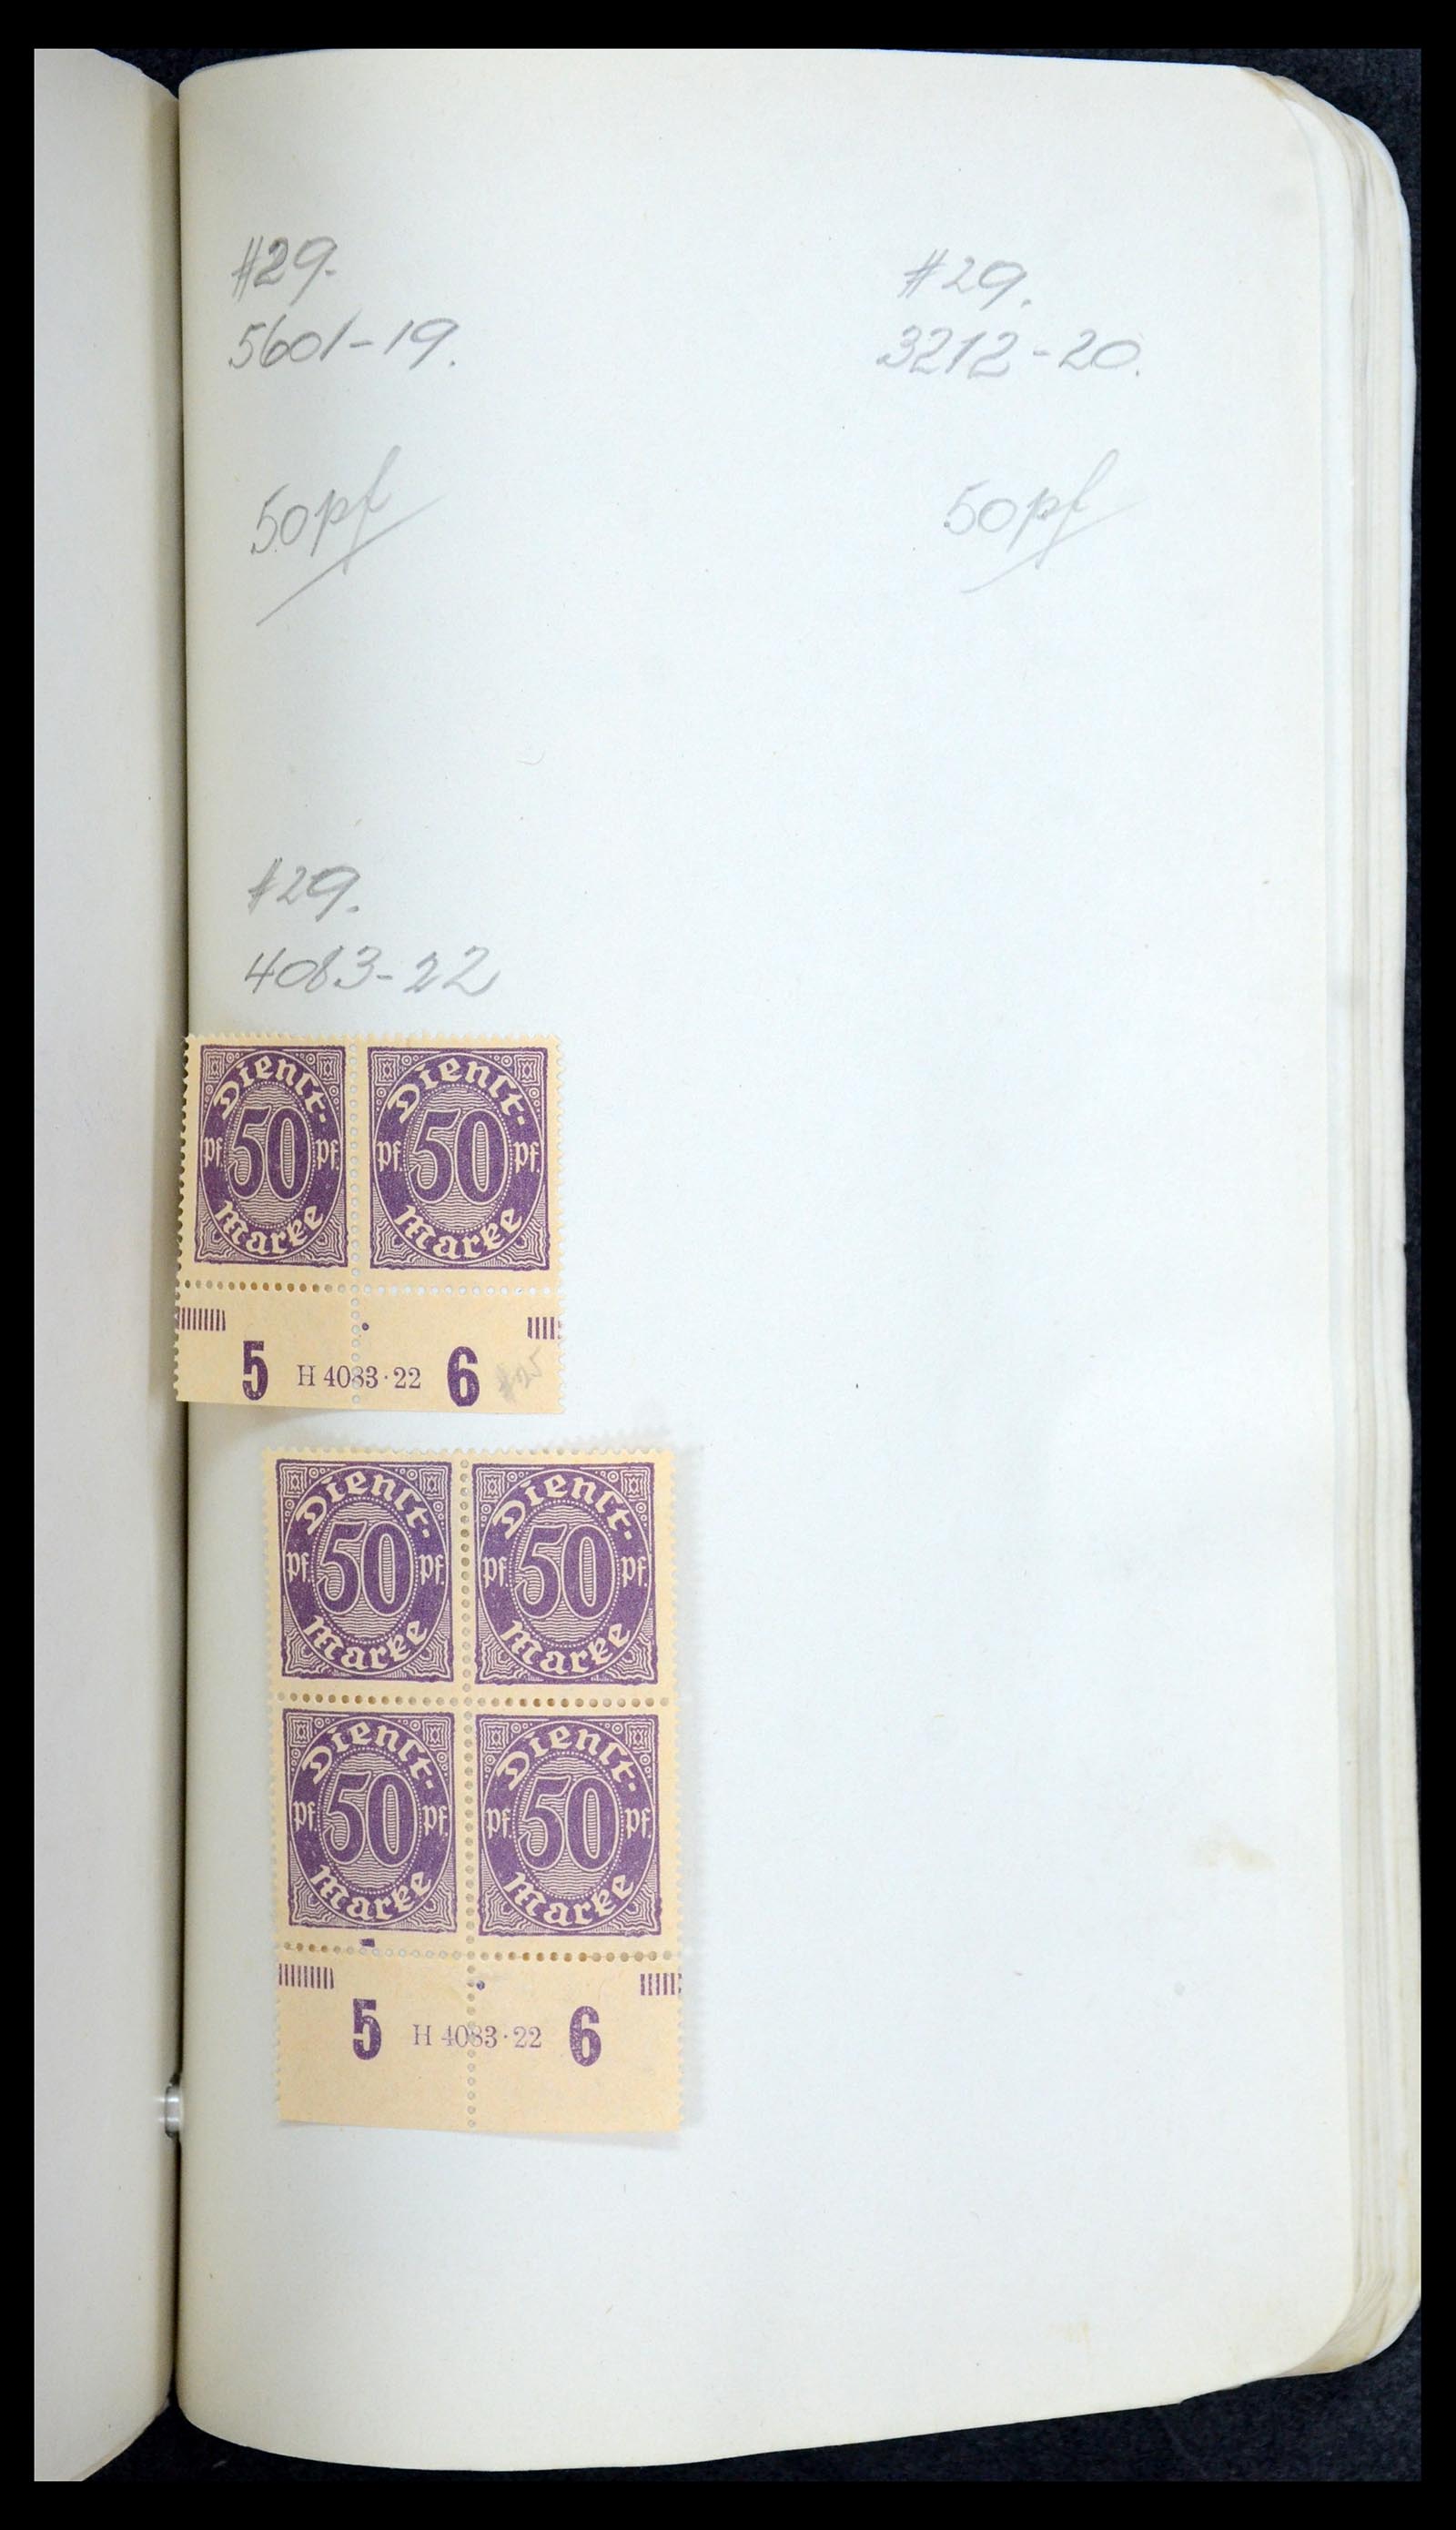 #29.
5601-19.
50pf
#29.
3212-20.
50pf
#29.
4083-22
Dienst-
pf. 50 pf.
Marke
Dienst-
pf. 50 pf.
Marke
5 H 4083·22 6
Dienst-
pf. 50 pf.
Marke
Dienst-
pf. 50 pf.
Marke
Dienst-
pf. 50 pf.
Marke
Dienst-
pf. 50 pf.
Marke
5 H 4083·22 6